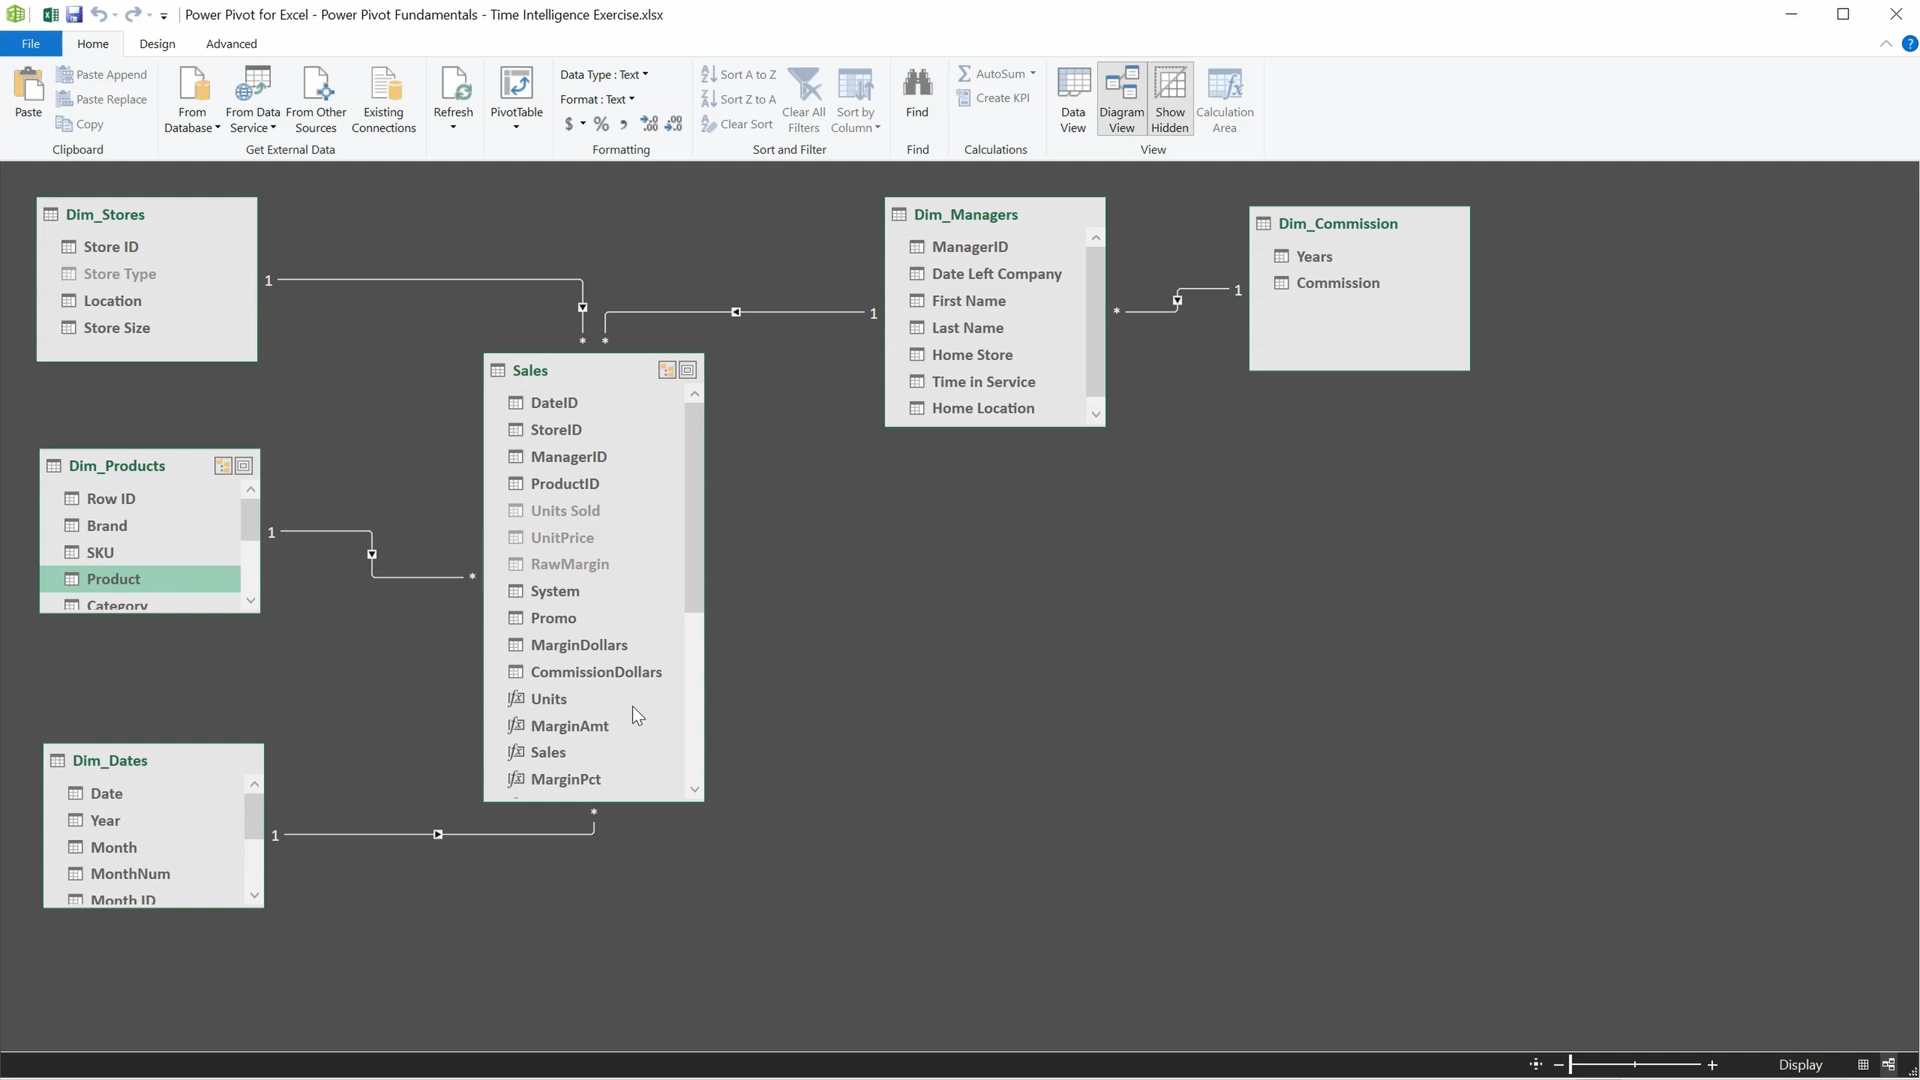 Power Pivot for Excel - Power Pivot Fundamentals - Time Intelligence Exercise.xlsx
File Home Design Advanced
Paste
Paste Append
Paste Replace
Copy
Clipboard
From Database
From Data Service
From Other Sources
Existing Connections
Get External Data
Refresh
PivotTable
Data Type : Text
Format : Text
$ % ,
Formatting
Sort A to Z
Sort Z to A
Clear Sort
Clear All Filters
Sort by Column
Sort and Filter
Find
Find
AutoSum
Create KPI
Calculations
Data View
Diagram View
Show Hidden
Calculation Area
View
Dim_Stores
Store ID
Store Type
Location
Store Size
1
*
Dim_Products
Row ID
Brand
SKU
Product
Category
1
*
Dim_Dates
Date
Year
Month
MonthNum
Month ID
1
*
Sales
DateID
StoreID
ManagerID
ProductID
Units Sold
UnitPrice
RawMargin
System
Promo
MarginDollars
CommissionDollars
Units
MarginAmt
Sales
MarginPct
*
1
Dim_Managers
ManagerID
Date Left Company
First Name
Last Name
Home Store
Time in Service
Home Location
*
1
Dim_Commission
Years
Commission
Display